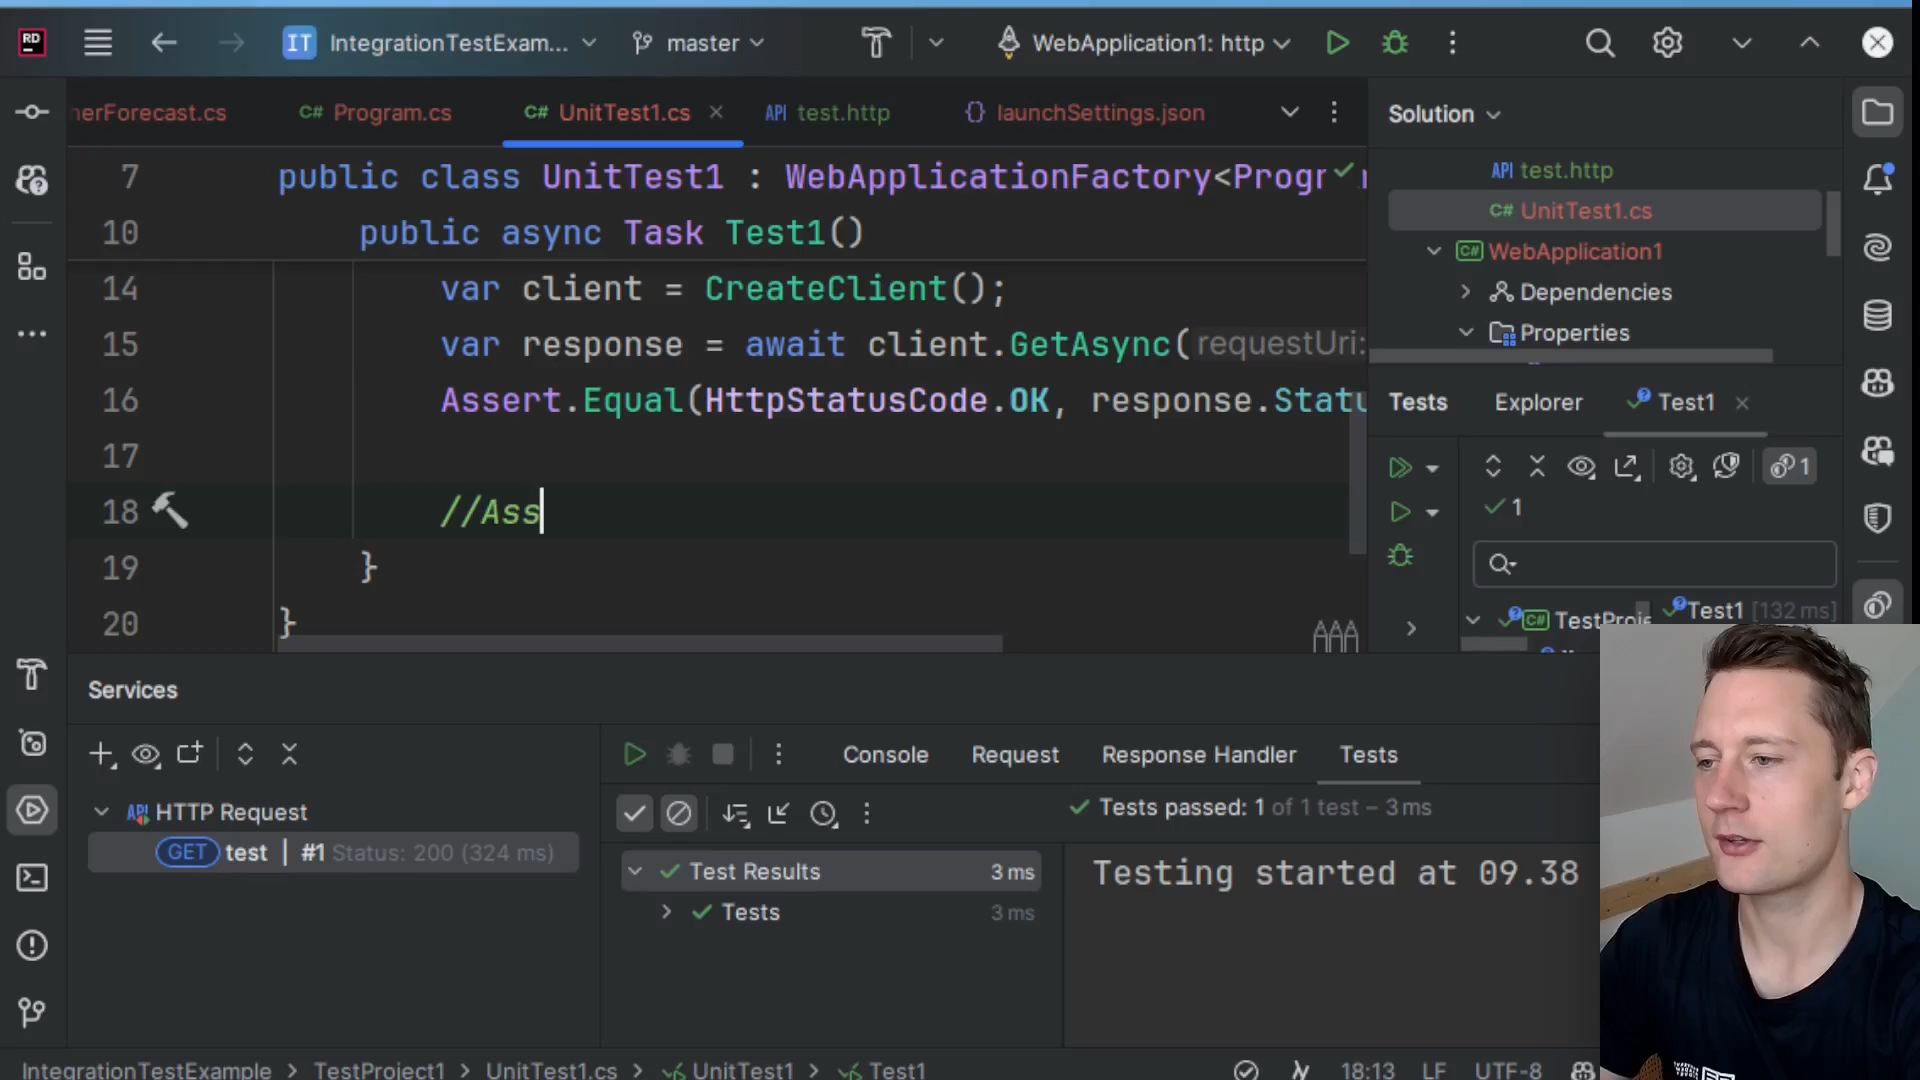 RD
IT IntegrationTestExam...
master
WebApplication1: http
herForecast.cs
C# Program.cs
C# UnitTest1.cs
API test.http
{} launchSettings.json
Solution
7 public class UnitTest1 : WebApplicationFactory<Progr
10 public async Task Test1()
14 var client = CreateClient();
15 var response = await client.GetAsync(requestUri:
16 Assert.Equal(HttpStatusCode.OK, response.Statu
17
18 //Ass
19 }
20 }
API test.http
C# UnitTest1.cs
C# WebApplication1
Dependencies
Properties
Tests
Explorer
Test1
1
1
C# TestProje
Test1 [132 ms]
Services
Console
Request
Response Handler
Tests
API HTTP Request
GET test | #1 Status: 200 (324 ms)
Tests passed: 1 of 1 test – 3 ms
Test Results 3 ms
Tests 3 ms
Testing started at 09.38
IntegrationTestExample > TestProject1 > UnitTest1.cs > UnitTest1 > Test1
18:13 LF UTF-8